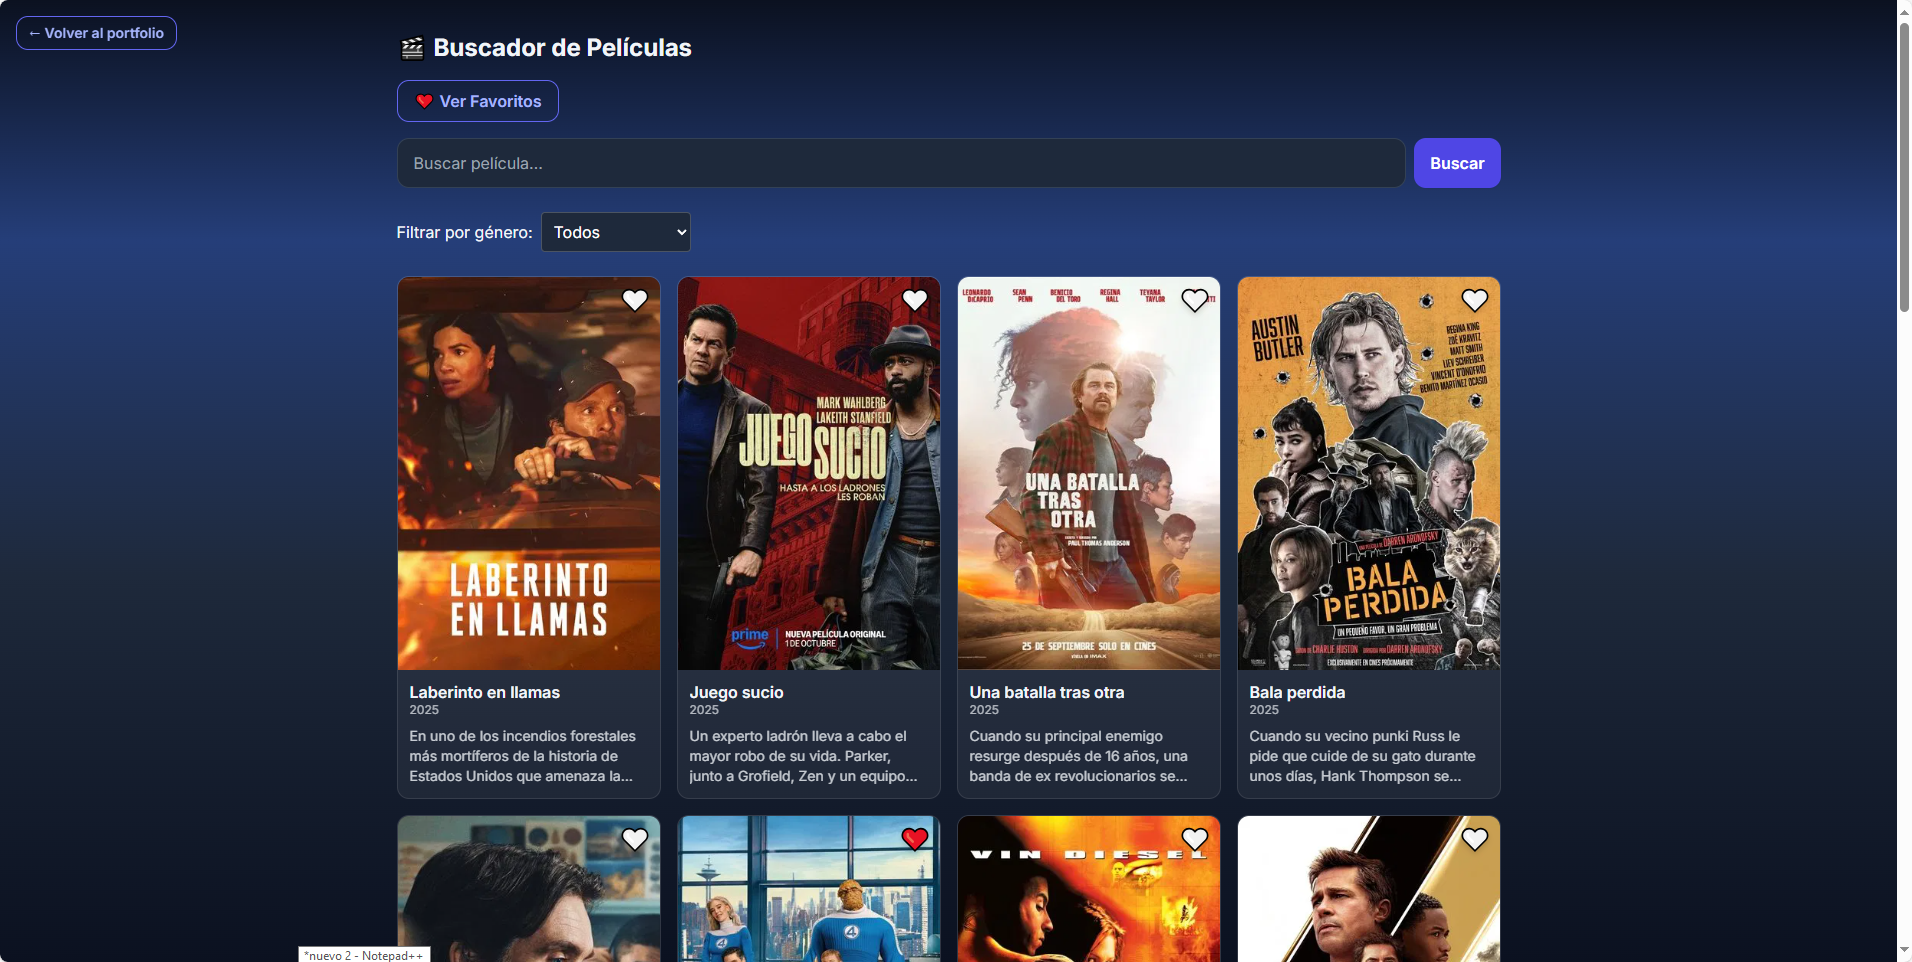 ← Volver al portfolio
🎬 Buscador de Películas
❤️ Ver Favoritos
Buscar película...
Buscar
Filtrar por género:
Todos
LABERINTO
EN LLAMAS
Laberinto en llamas
2025
En uno de los incendios forestales
más mortíferos de la historia de
Estados Unidos que amenaza la...
MARK WAHLBERG
LAKEITH STANFIELD
JUEGO
SUCIO
HASTA A LOS LADRONES
LES ROBAN
prime
NUEVA PELÍCULA ORIGINAL
1 DE OCTUBRE
Juego sucio
2025
Un experto ladrón lleva a cabo el
mayor robo de su vida. Parker,
junto a Grofield, Zen y un equipo...
LEONARDO DiCAPRIO
SEAN PENN
BENICIO DEL TORO
REGINA HALL
TEYANA TAYLOR
UNA BATALLA
TRAS
OTRA
PAUL THOMAS ANDERSON
25 DE SEPTIEMBRE SOLO EN CINES
Una batalla tras otra
2025
Cuando su principal enemigo
resurge después de 16 años, una
banda de ex revolucionarios se...
AUSTIN
BUTLER
REGINA KING
ZOË KRAVITZ
MATT SMITH
LIEV SCHREIBER
VINCENT D'ONOFRIO
BENITO MARTÍNEZ OCASIO
UNA PELÍCULA DE DARREN ARONOFSKY
BALA
PERDIDA
UN PEQUEÑO FAVOR, UN GRAN PROBLEMA
CHARLIE HUSTON
DARREN ARONOFSKY
EXCLUSIVAMENTE EN CINES PRÓXIMAMENTE
Bala perdida
2025
Cuando su vecino punki Russ le
pide que cuide de su gato durante
unos días, Hank Thompson se...
4
4
VIN DIESEL
*nuevo 2 - Notepad++